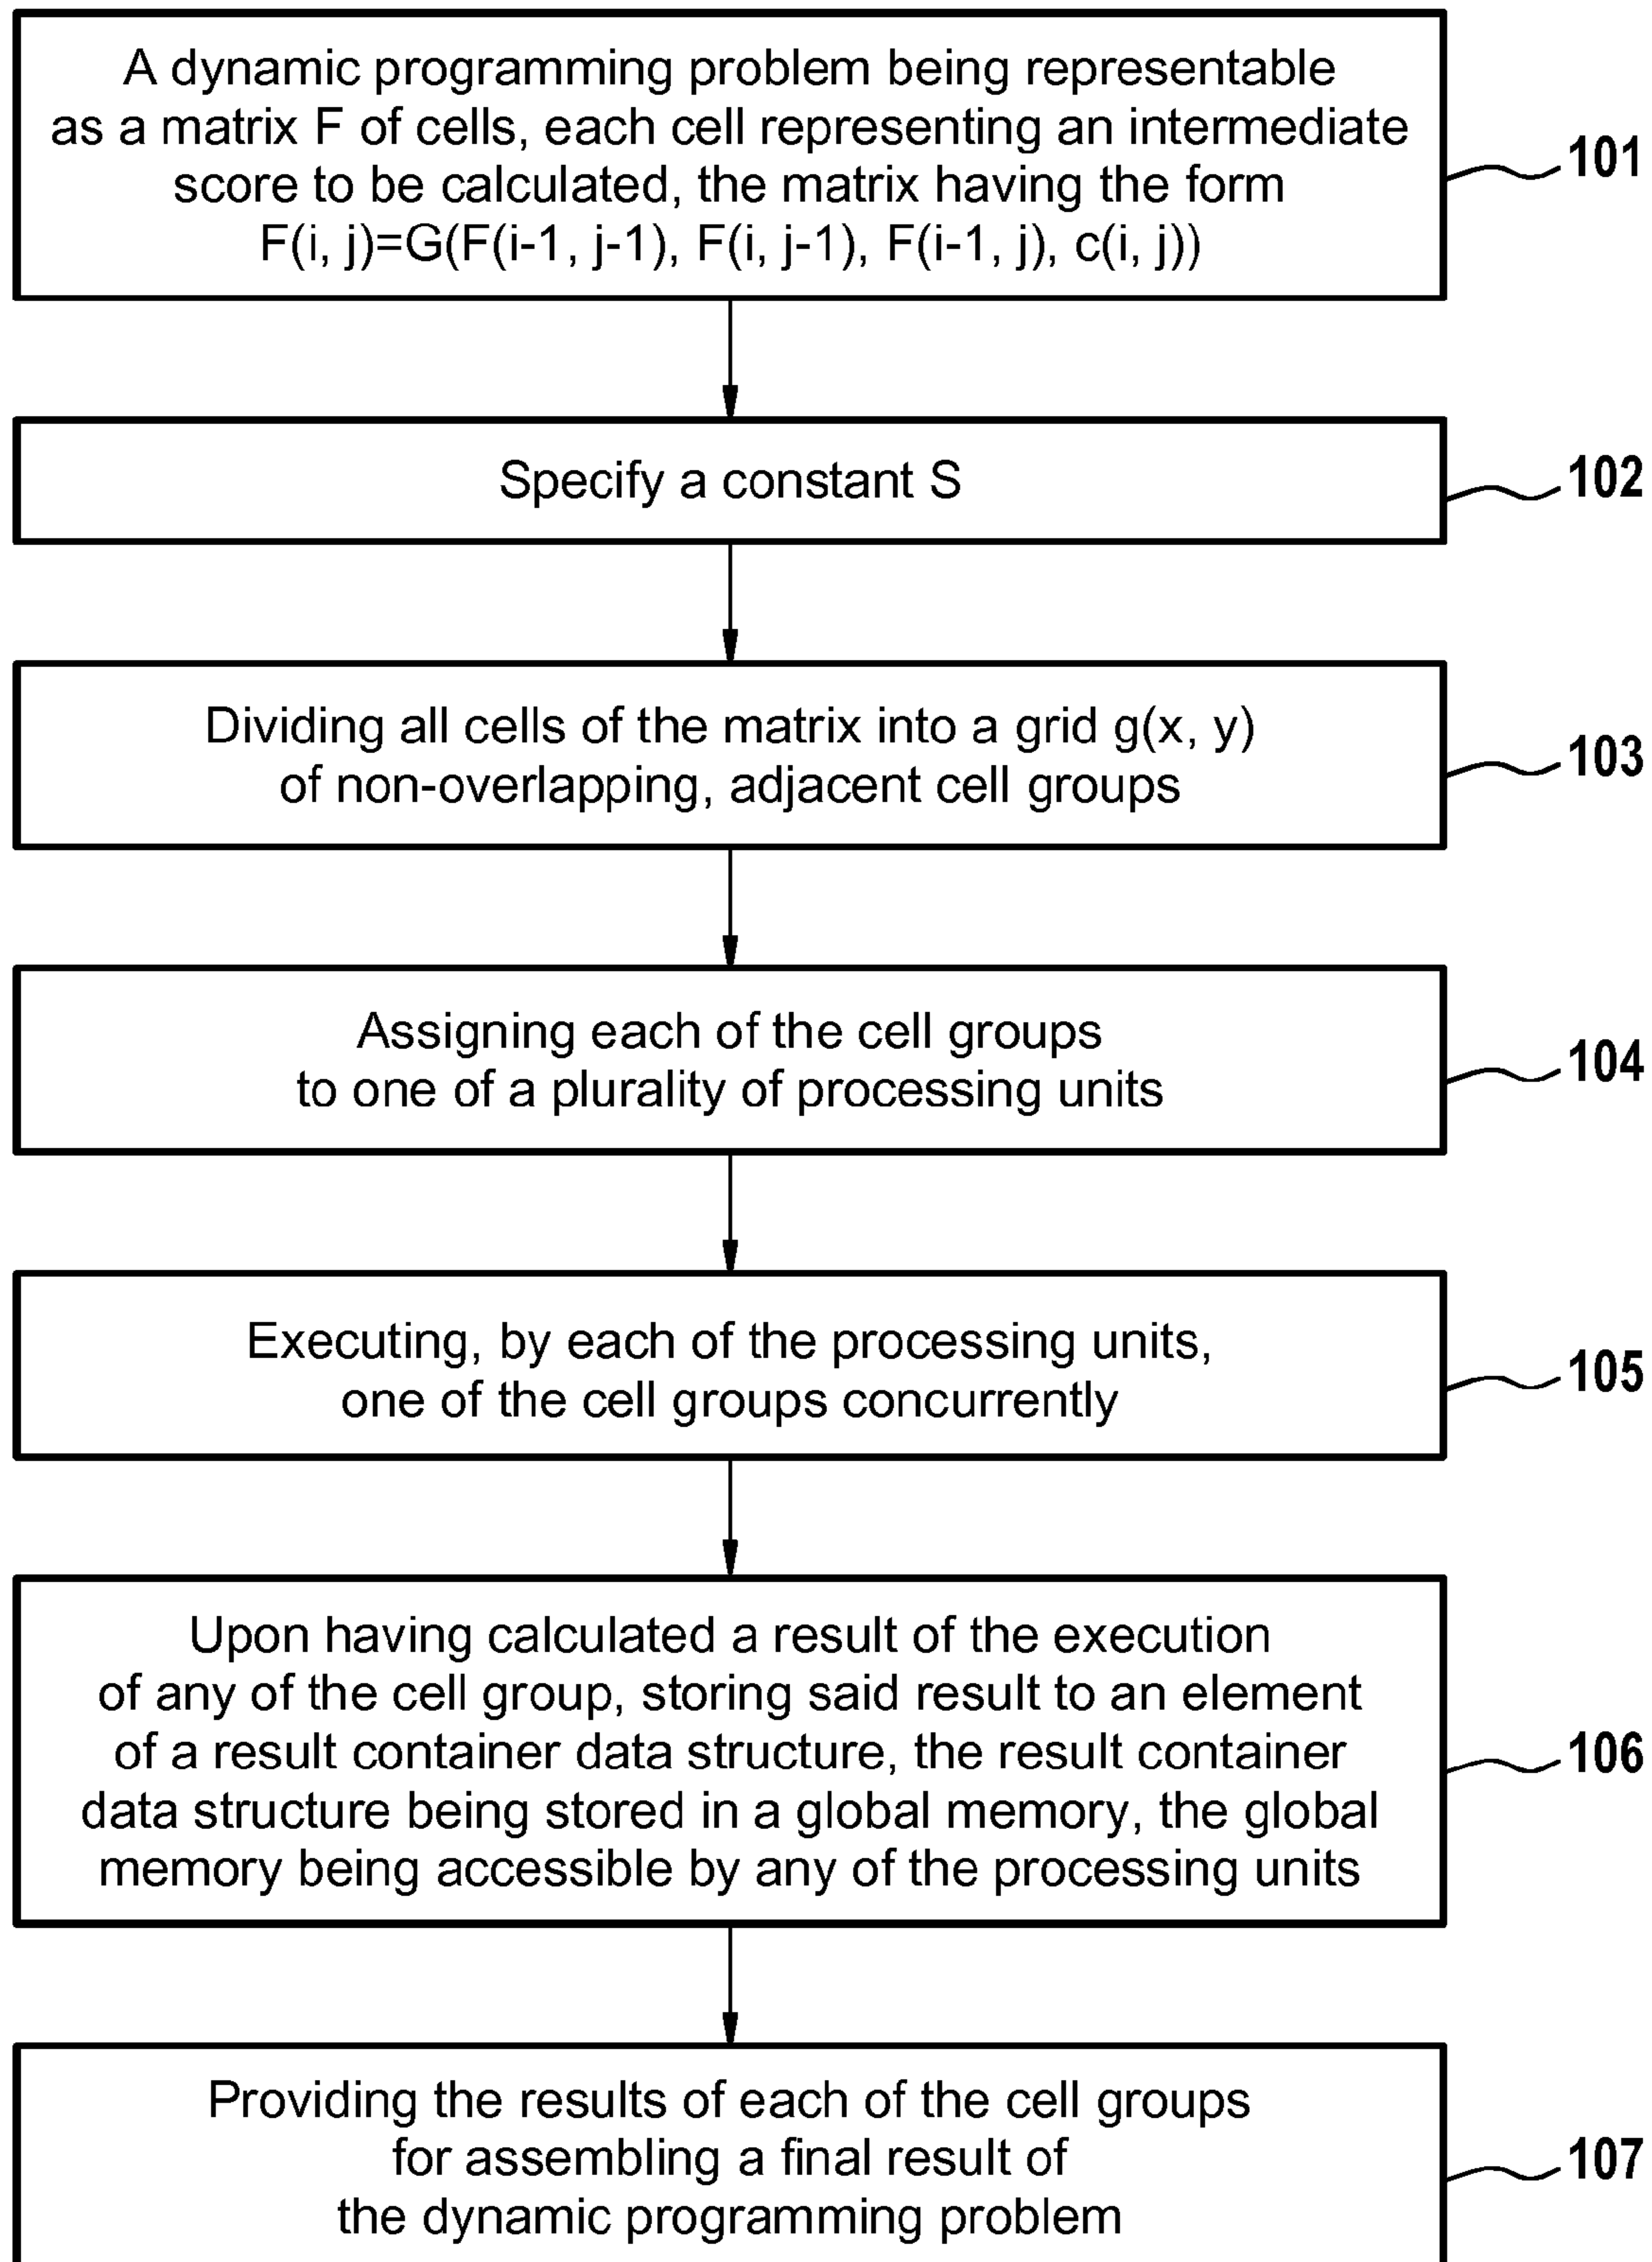 A dynamic programming problem being representable
as a matrix F of cells, each cell representing an intermediate
score to be calculated, the matrix having the form
F(i, j)=G(F(i-1, j-1), F(i, j-1), F(i-1, j), c(i, j))
101
Specify a constant S
102
Dividing all cells of the matrix into a grid g(x, y)
of non-overlapping, adjacent cell groups
103
Assigning each of the cell groups
to one of a plurality of processing units
104
Executing, by each of the processing units,
one of the cell groups concurrently
105
Upon having calculated a result of the execution
of any of the cell group, storing said result to an element
of a result container data structure, the result container
data structure being stored in a global memory, the global
memory being accessible by any of the processing units
106
Providing the results of each of the cell groups
for assembling a final result of
the dynamic programming problem
107